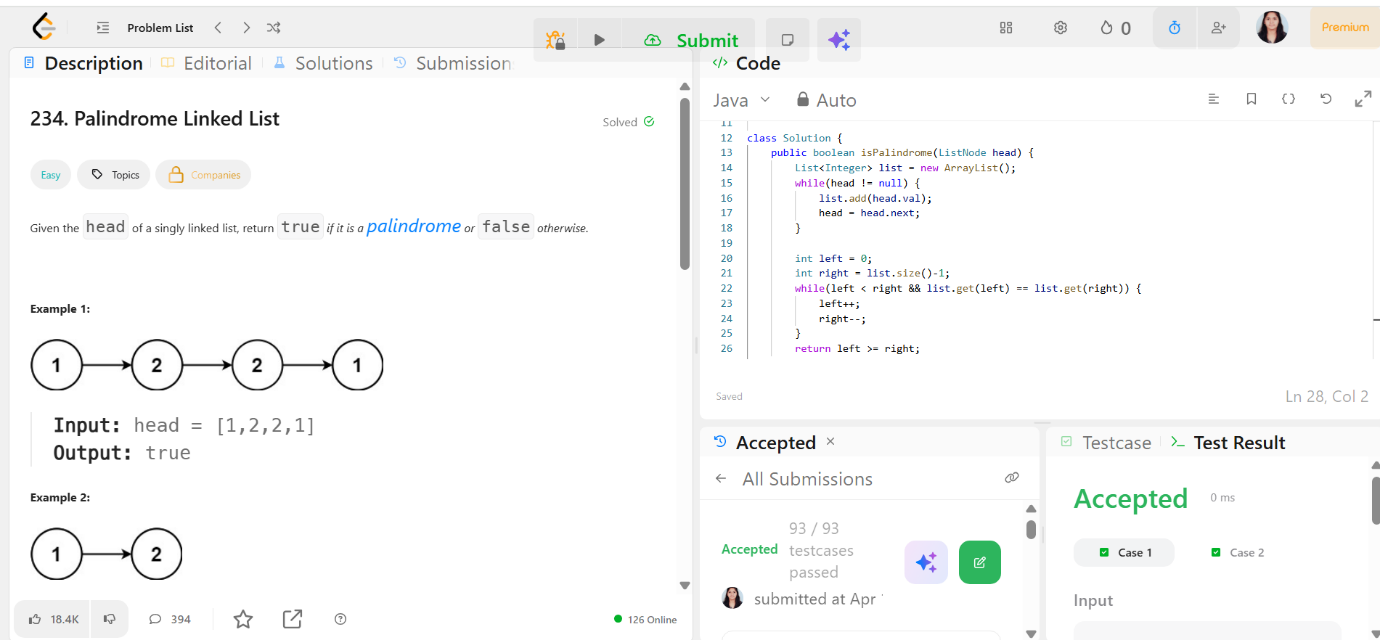 Problem List
Submit
0
Premium
Description
Editorial
Solutions
Submission
Code
234. Palindrome Linked List
Solved
Easy
Topics
Companies
Given the head of a singly linked list, return true if it is a palindrome or false otherwise.
Example 1:
1 2 2 1
Input: head = [1,2,2,1]
Output: true
Example 2:
1 2
18.4K
394
126 Online
Java
Auto
11
12 class Solution {
13 public boolean isPalindrome(ListNode head) {
14 List<Integer> list = new ArrayList();
15 while(head != null) {
16 list.add(head.val);
17 head = head.next;
18 }
19
20 int left = 0;
21 int right = list.size()-1;
22 while(left < right && list.get(left) == list.get(right)) {
23 left++;
24 right--;
25 }
26 return left >= right;
Saved
Ln 28, Col 2
Accepted
All Submissions
Accepted
93 / 93
testcases
passed
submitted at Apr
Testcase
Test Result
Accepted
0 ms
Case 1
Case 2
Input